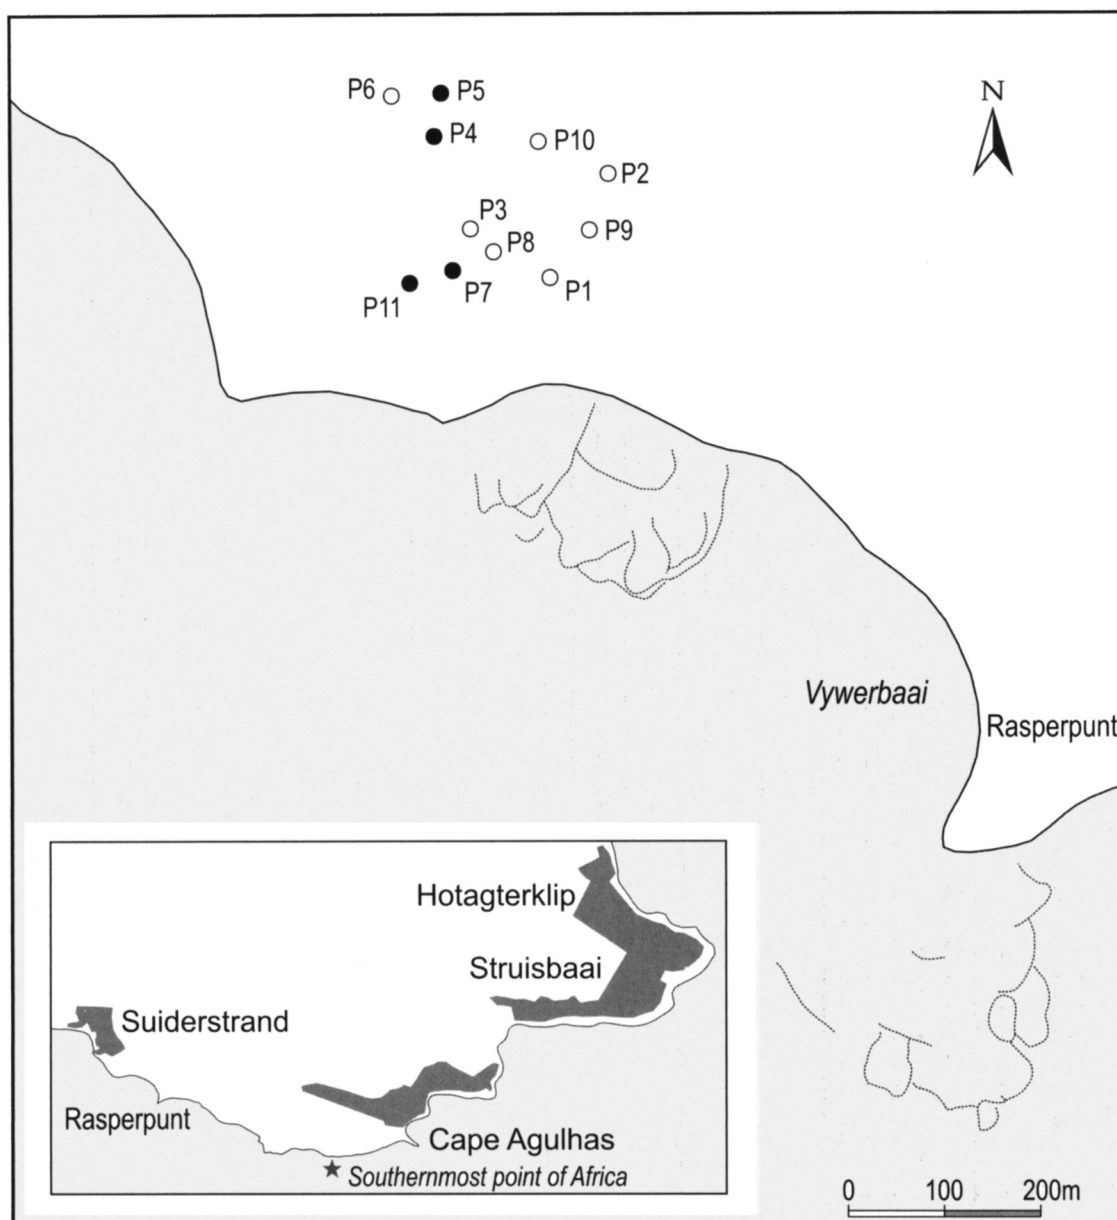 N
P6
P5
P4
P10
P2
P3
P9
P8
P7
P1
P11
Vywerbaai
Rasperpunt
Hotagterklip
Struisbaai
Suiderstrand
Rasperpunt
Cape Agulhas
Southernmost point of Africa
0 100 200m